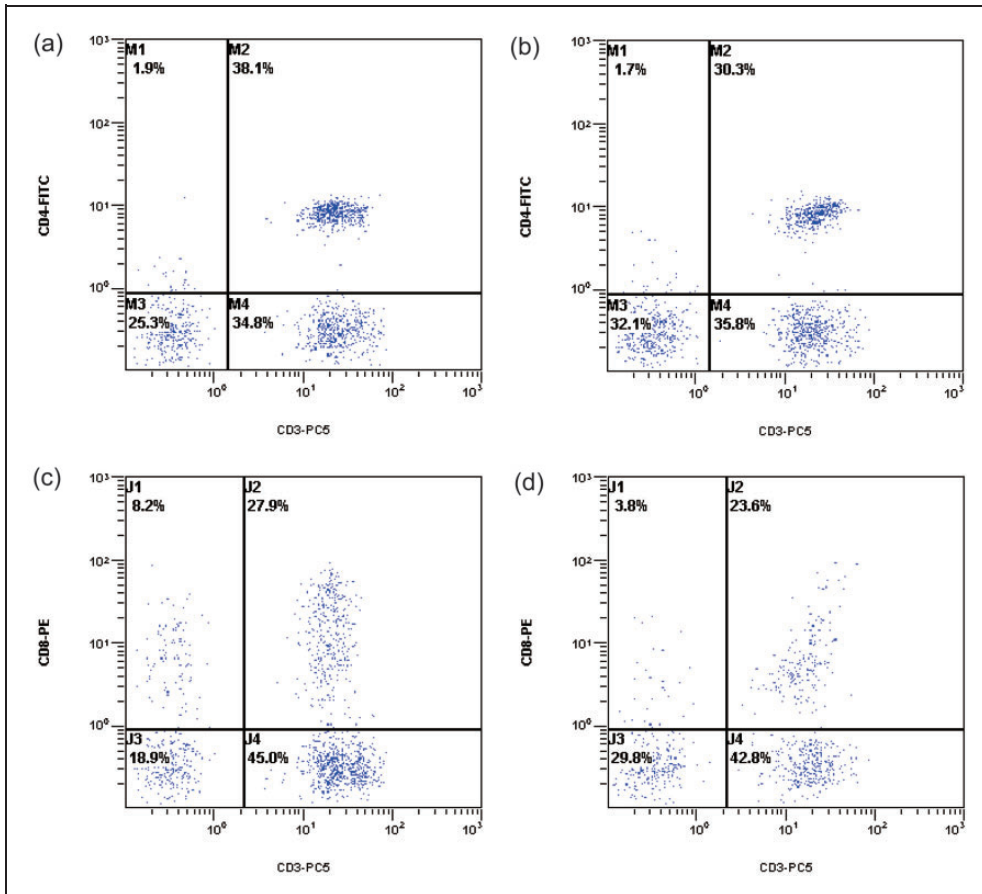 (a)
10³
M1
M2
1.9%
38.1%
10²
CD4-FITC
10¹
10⁰
M3
M4
25.3%
34.8%
10⁰
10¹
10²
10³
CD3-PC5
(b)
10³
M1
M2
1.7%
30.3%
10²
CD4-FITC
10¹
10⁰
M3
M4
32.1%
35.8%
10⁰
10¹
10²
10³
CD3-PC5
(c)
10³
J1
J2
8.2%
27.9%
10²
CD8-PE
10¹
10⁰
J3
J4
18.9%
45.0%
10⁰
10¹
10²
10³
CD3-PC5
(d)
10³
J1
J2
3.8%
23.6%
10²
CD8-PE
10¹
10⁰
J3
J4
29.8%
42.8%
10⁰
10¹
10²
10³
CD3-PC5